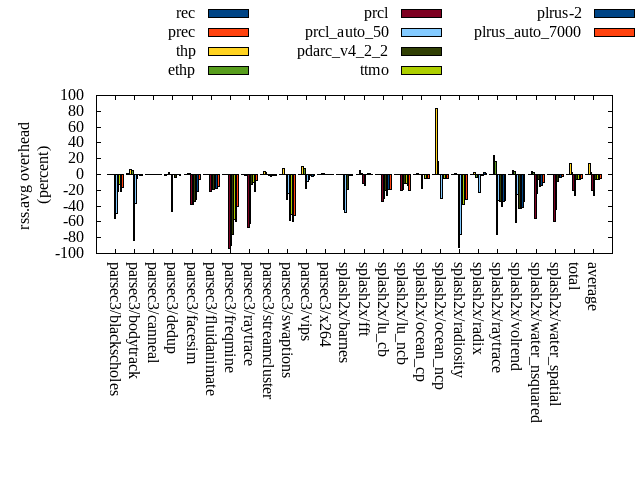 rec
prec
thp
ethp
prcl
prcl_auto_50
pdarc_v4_2_2
ttmo
plrus-2
plrus_auto_7000
rss.avg overhead
(percent)
100
80
60
40
20
0
-20
-40
-60
-80
-100
parsec3/blackscholes
parsec3/bodytrack
parsec3/canneal
parsec3/dedup
parsec3/facesim
parsec3/fluidanimate
parsec3/freqmine
parsec3/raytrace
parsec3/streamcluster
parsec3/swaptions
parsec3/vips
parsec3/x264
splash2x/barnes
splash2x/fft
splash2x/lu_cb
splash2x/lu_ncb
splash2x/ocean_cp
splash2x/ocean_ncp
splash2x/radiosity
splash2x/radix
splash2x/raytrace
splash2x/volrend
splash2x/water_nsquared
splash2x/water_spatial
total
average